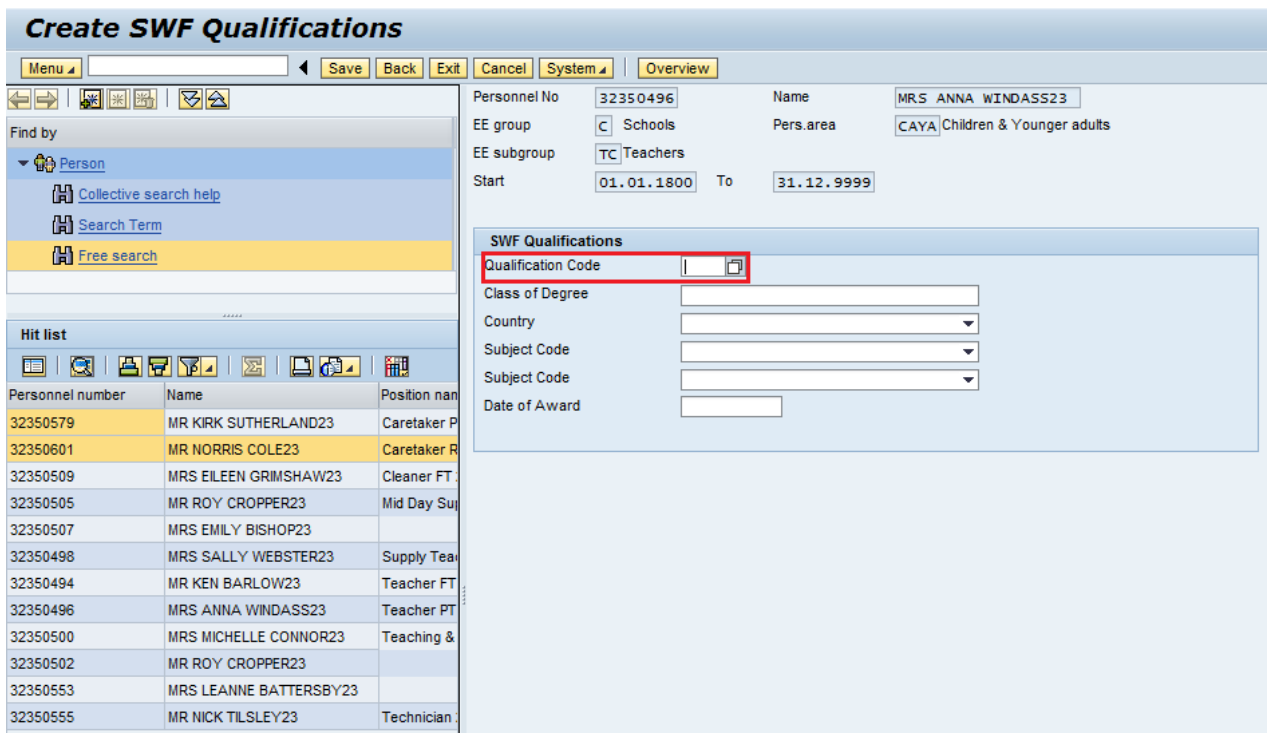 Create SWF Qualifications
Menu Save Back Exit Cancel System Overview
Find by
Person
Collective search help
Search Term
Free search
Hit list
Personnel number Name Position nan
32350579 MR KIRK SUTHERLAND23 Caretaker P
32350601 MR NORRIS COLE23 Caretaker R
32350509 MRS EILEEN GRIMSHAW23 Cleaner FT
32350505 MR ROY CROPPER23 Mid Day Sup
32350507 MRS EMILY BISHOP23
32350498 MRS SALLY WEBSTER23 Supply Tea
32350494 MR KEN BARLOW23 Teacher FT
32350496 MRS ANNA WINDASS23 Teacher PT
32350500 MRS MICHELLE CONNOR23 Teaching &
32350502 MR ROY CROPPER23
32350553 MRS LEANNE BATTERSBY23
32350555 MR NICK TILSLEY23 Technician
Personnel No 32350496 Name MRS ANNA WINDASS23
EE group C Schools Pers.area CAYA Children & Younger adults
EE subgroup TC Teachers
Start 01.01.1800 To 31.12.9999
SWF Qualifications
Qualification Code
Class of Degree
Country
Subject Code
Subject Code
Date of Award